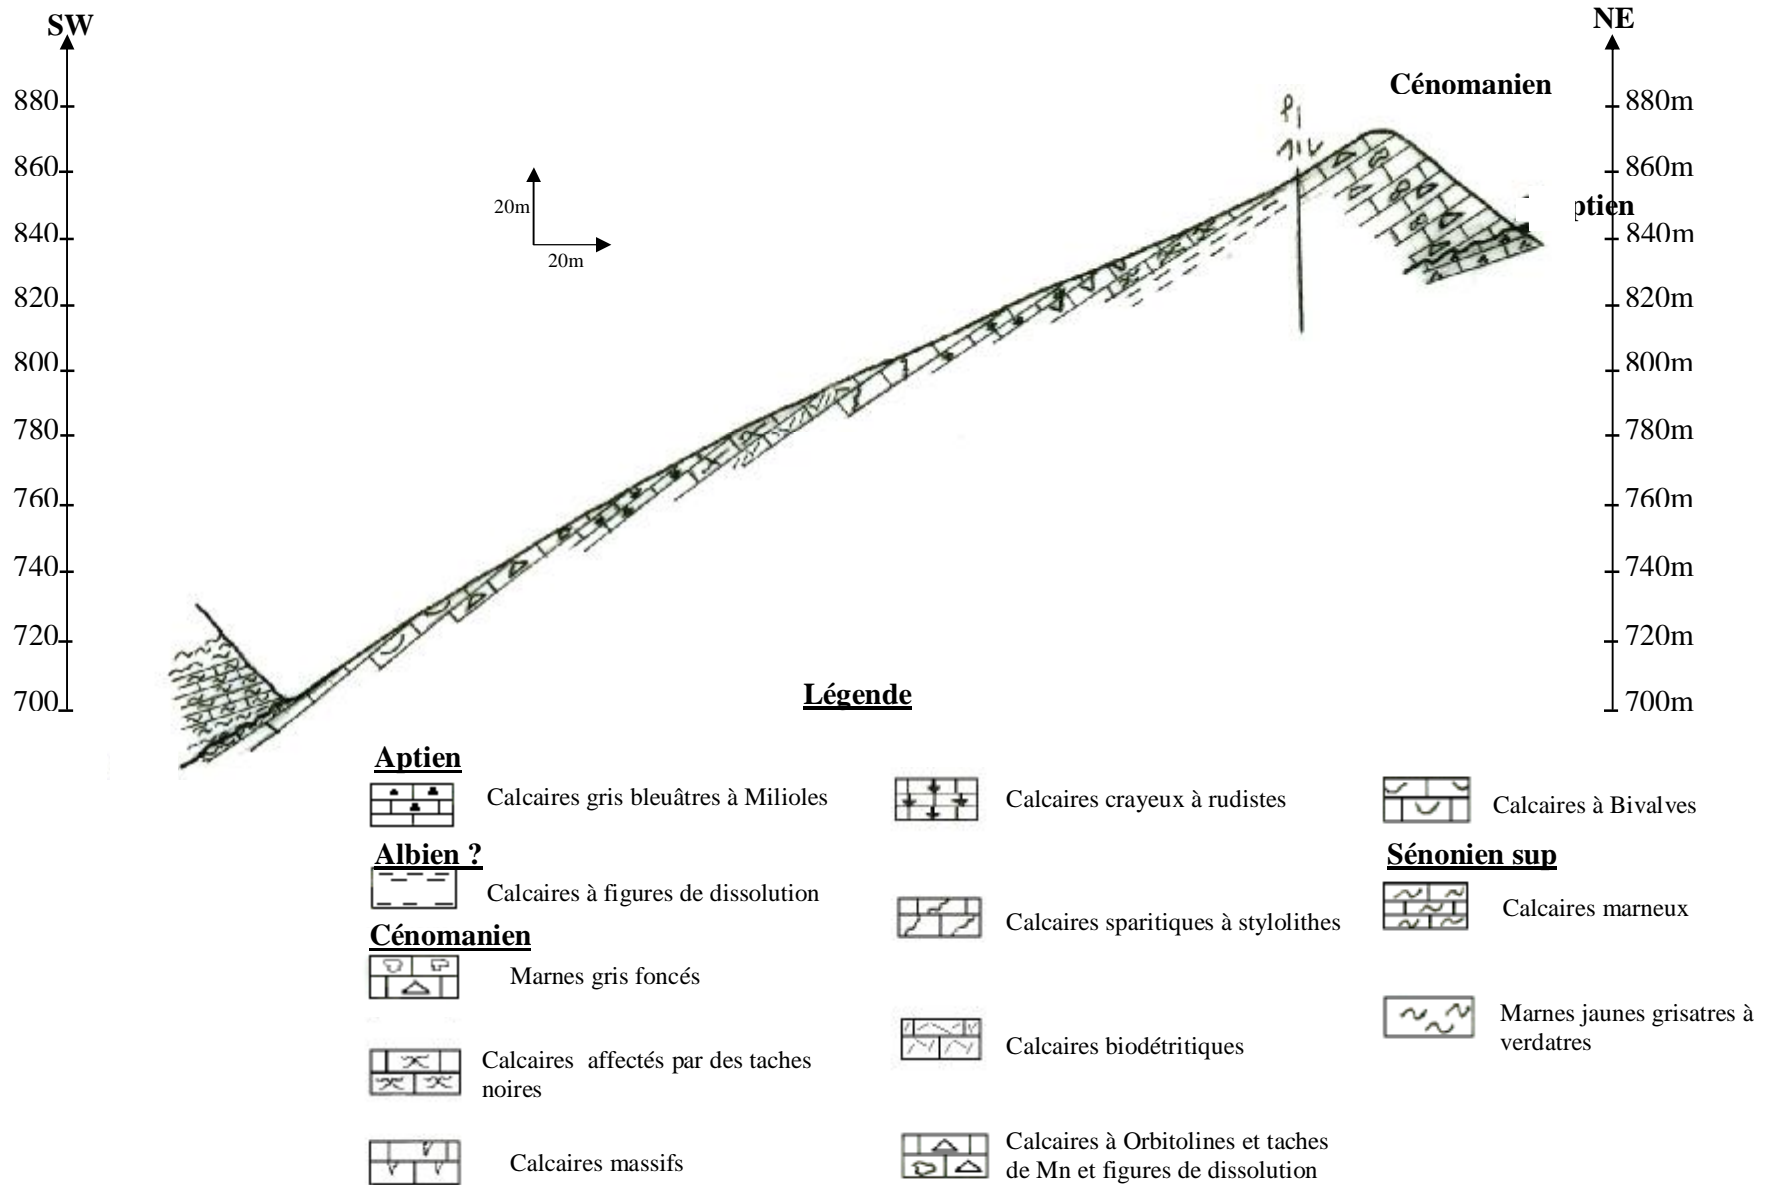 SW
NE
Cénomanien
880
880m
860
860m
20m
ptien
840
840m
20m
820
820m
800
800m
780
780m
760
760m
740
740m
720
720m
700
700m
Légende
Aptien
Calcaires gris bleuâtres à Milioles
Calcaires crayeux à rudistes
Calcaires à Bivalves
Albien ?
Sénonien sup
Calcaires à figures de dissolution
Calcaires sparitiques à stylolithes
Calcaires marneux
Cénomanien
Marnes gris foncés
Marnes jaunes grisatres à
verdatres
Calcaires affectés par des taches
noires
Calcaires biodétritiques
Calcaires massifs
Calcaires à Orbitolines et taches
de Mn et figures de dissolution